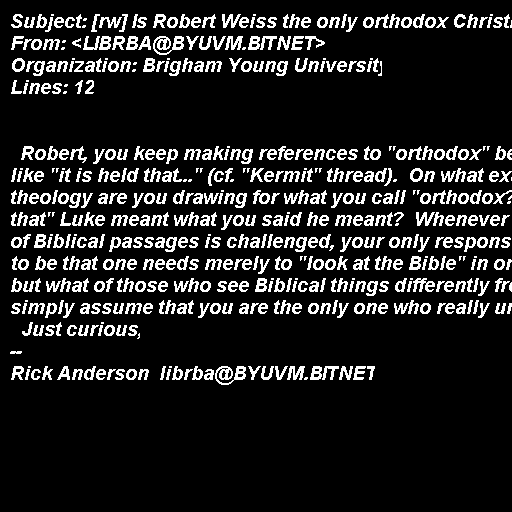 Subject: [rw] Is Robert Weiss the only orthodox Christ
From: <LIBRBA@BYUVM.BITNET>
Organization: Brigham Young University
Lines: 12
Robert, you keep making references to "orthodox" be
like "it is held that..." (cf. "Kermit" thread). On what exa
theology are you drawing for what you call "orthodox?
that" Luke meant what you said he meant? Whenever
of Biblical passages is challenged, your only respons
to be that one needs merely to "look at the Bible" in or
but what of those who see Biblical things differently fr
simply assume that you are the only one who really un
Just curious,
--
Rick Anderson librba@BYUVM.BITNET